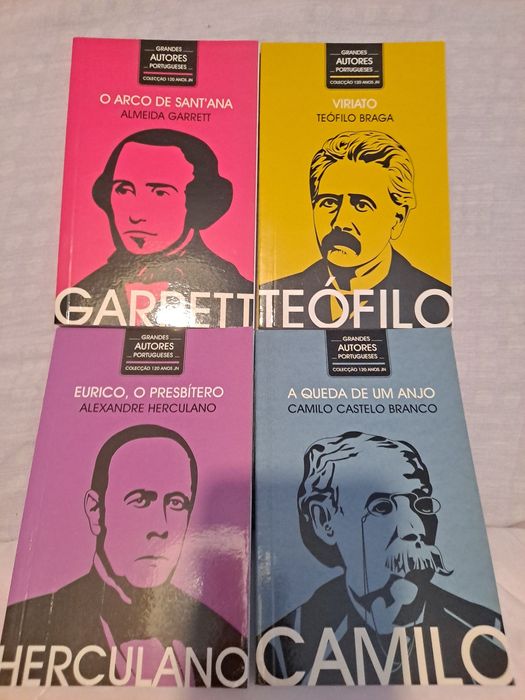 GRANDES
AUTORES
PORTUGUESES
COLECÇÃO 120 ANOS JN
O ARCO DE SANT'ANA
ALMEIDA GARRETT
GARRETT
GRANDES
AUTORES
PORTUGUESES
COLECÇÃO 120 ANOS JN
VIRIATO
TEÓFILO BRAGA
TEÓFILO
GRANDES
AUTORES
PORTUGUESES
COLECÇÃO 120 ANOS JN
EURICO, O PRESBÍTERO
ALEXANDRE HERCULANO
HERCULANO
GRANDES
AUTORES
PORTUGUESES
COLECÇÃO 120 ANOS JN
A QUEDA DE UM ANJO
CAMILO CASTELO BRANCO
CAMILO